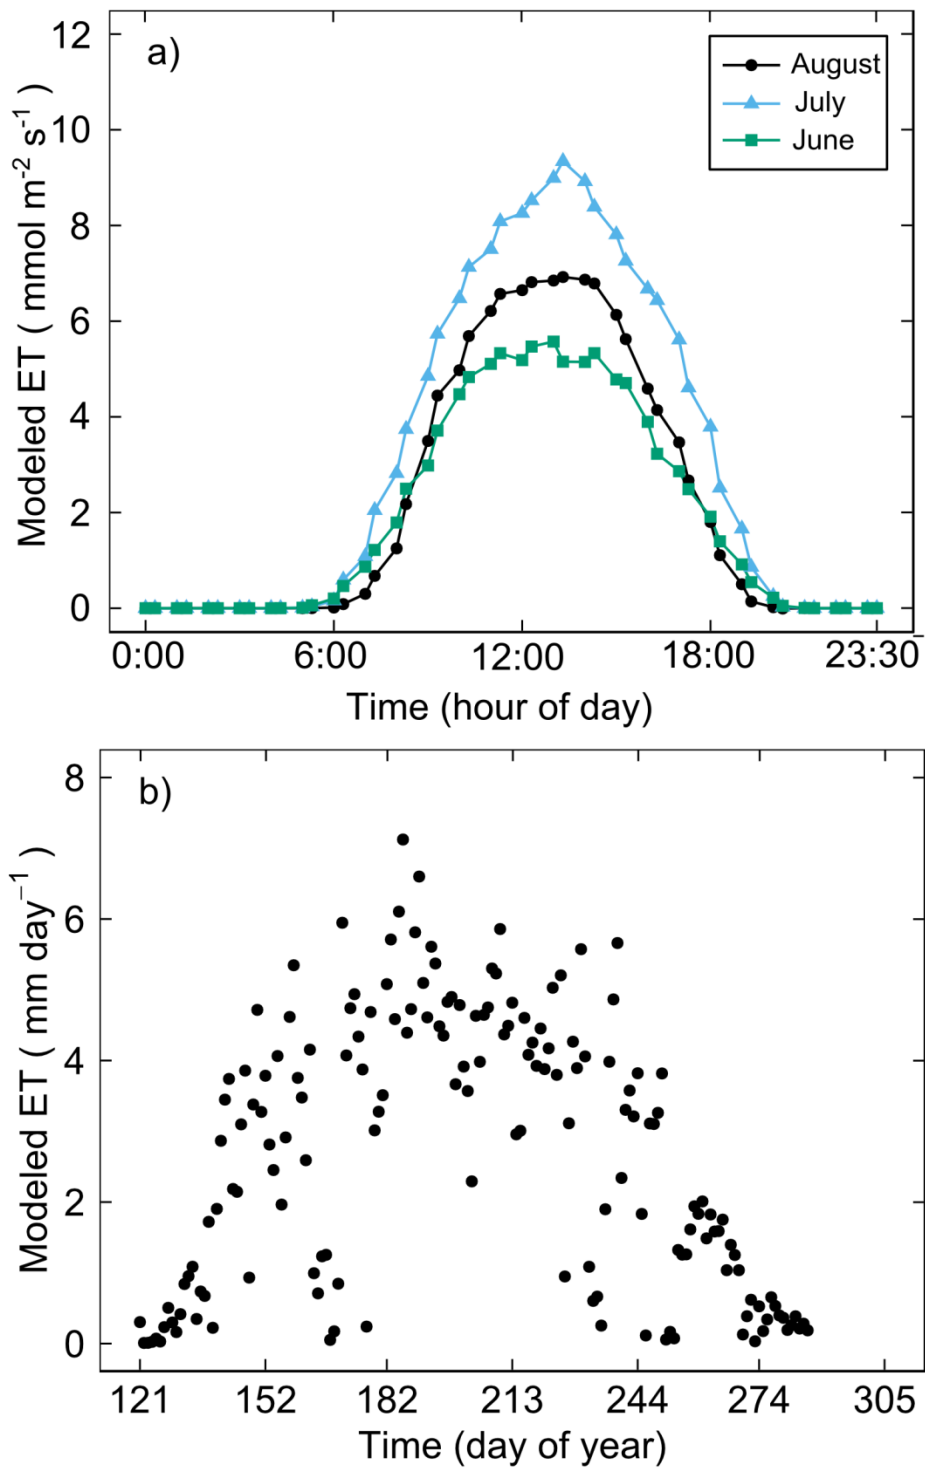 a)
August
July
June
12
10
8
6
4
2
0
Modeled ET ( mmol m⁻² s⁻¹ )
0:00 6:00 12:00 18:00 23:30
Time (hour of day)
b)
8
6
4
2
0
Modeled ET ( mm day⁻¹ )
121 152 182 213 244 274 305
Time (day of year)